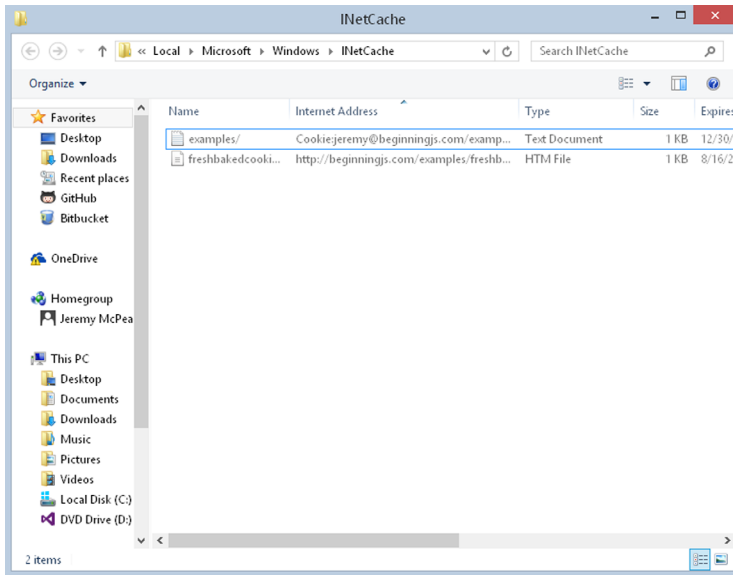 INetCache
« Local Microsoft Windows INetCache
Search INetCache
Organize
Name Internet Address Type Size Expires
examples/ Cookie:jeremy@beginningjs.com/examp... Text Document 1 KB 12/30/
freshbakedcooki... http://beginningjs.com/examples/freshb... HTM File 1 KB 8/16/2
Favorites
Desktop
Downloads
Recent places
GitHub
Bitbucket
OneDrive
Homegroup
Jeremy McPea
This PC
Desktop
Documents
Downloads
Music
Pictures
Videos
Local Disk (C:)
DVD Drive (D:)
2 items